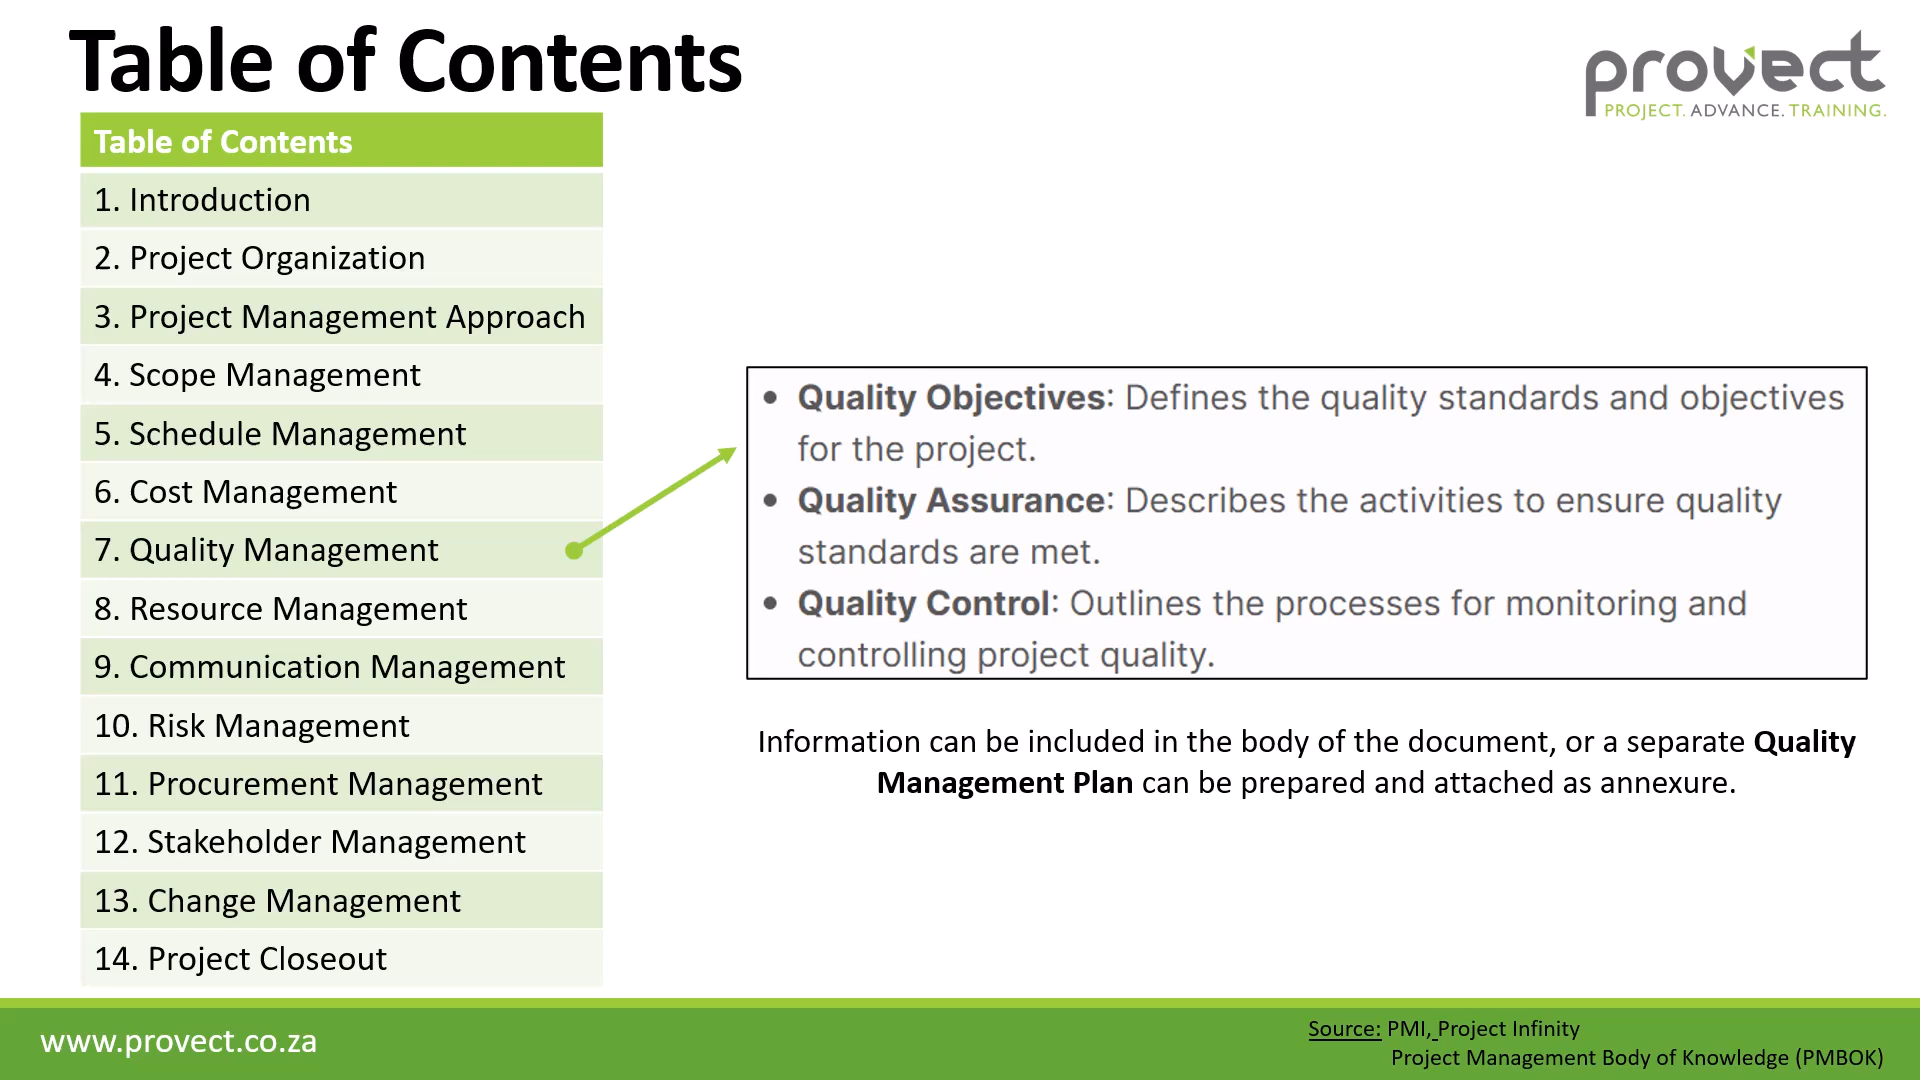 Table of Contents
provect
PROJECT. ADVANCE. TRAINING.
Table of Contents
1. Introduction
2. Project Organization
3. Project Management Approach
4. Scope Management
5. Schedule Management
6. Cost Management
7. Quality Management
8. Resource Management
9. Communication Management
10. Risk Management
11. Procurement Management
12. Stakeholder Management
13. Change Management
14. Project Closeout
• Quality Objectives: Defines the quality standards and objectives
for the project.
• Quality Assurance: Describes the activities to ensure quality
standards are met.
• Quality Control: Outlines the processes for monitoring and
controlling project quality.
Information can be included in the body of the document, or a separate Quality
Management Plan can be prepared and attached as annexure.
www.provect.co.za
Source: PMI, Project Infinity
Project Management Body of Knowledge (PMBOK)